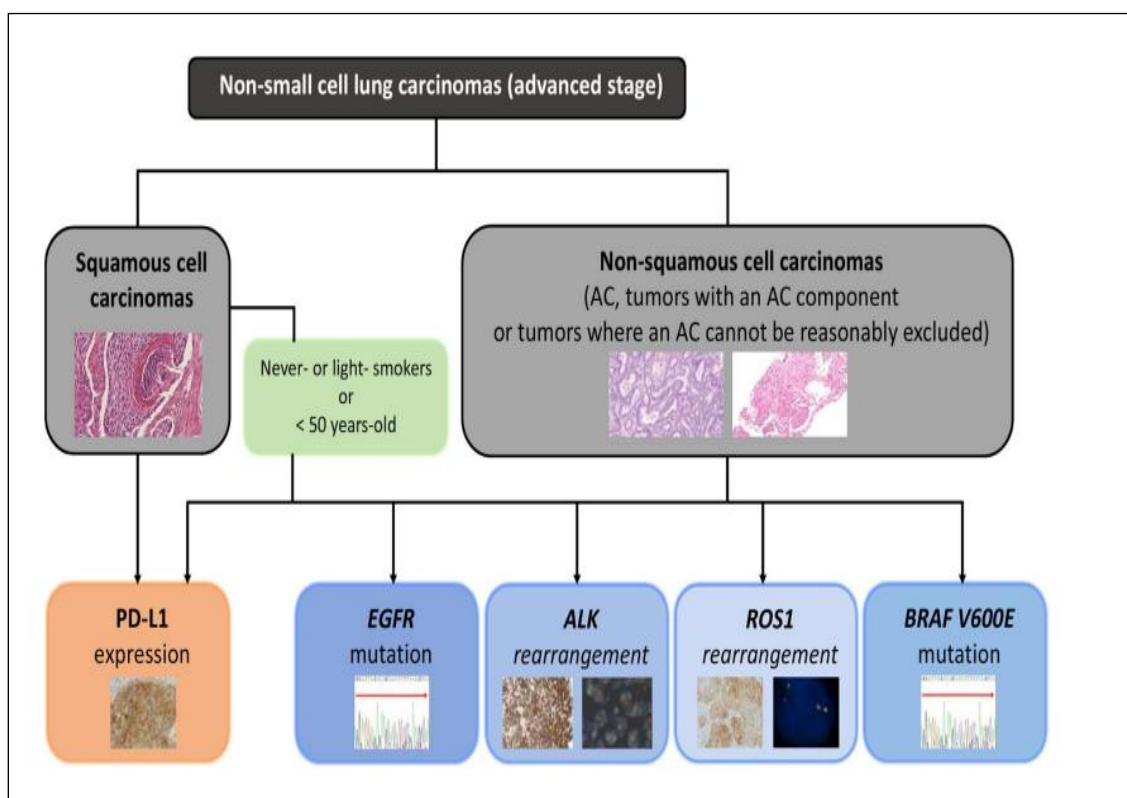 Non-small cell lung carcinomas (advanced stage)
Squamous cell
carcinomas
Non-squamous cell carcinomas
(AC, tumors with an AC component
or tumors where an AC cannot be reasonably excluded)
Never- or light- smokers
or
< 50 years-old
PD-L1
expression
EGFR
mutation
ALK
rearrangement
ROS1
rearrangement
BRAF V600E
mutation